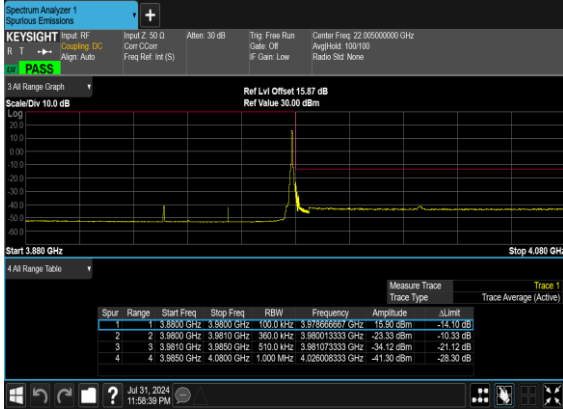 Spectrum Analyzer 1
Spurious Emissions
+
KEYSIGHT Input: RF Input Z: 50 Ω Atten: 30 dB Trig: Free Run Center Freq: 22.005000000 GHz
R T Coupling: DC Corr CCorr Gate: Off Avg|Hold: 100/100
Align: Auto Freq Ref: Int (S) IF Gain: Low Radio Std: None
PASS
3 All Range Graph
Ref Lvl Offset 15.87 dB
Scale/Div 10.0 dB Ref Value 30.00 dBm
Log
20.0
10.0
0.00
-10.0
-20.0
-30.0
-40.0
-50.0
-60.0
Start 3.880 GHz Stop 4.080 GHz
4 All Range Table
Measure Trace Trace 1
Trace Type Trace Average (Active)
Spur Range Start Freq Stop Freq RBW Frequency Amplitude ΔLimit
1 1 3.8800 GHz 3.9800 GHz 100.0 kHz 3.978666667 GHz 15.90 dBm -14.10 dB
2 2 3.9800 GHz 3.9810 GHz 360.0 kHz 3.980013333 GHz -23.33 dBm -10.33 dB
3 3 3.9810 GHz 3.9850 GHz 510.0 kHz 3.981073333 GHz -34.12 dBm -21.12 dB
4 4 3.9850 GHz 4.0800 GHz 1.000 MHz 4.026008333 GHz -41.30 dBm -28.30 dB
? Jul 31, 2024
11:58:39 PM